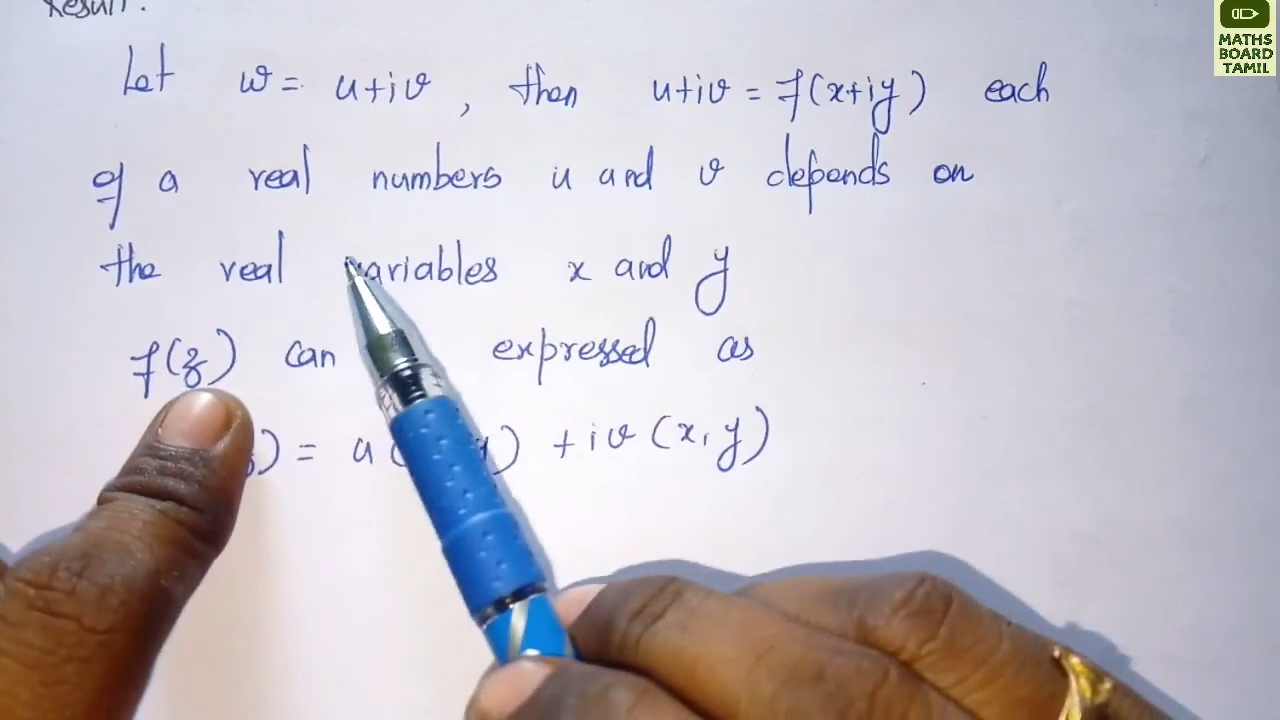 Result:
MATHS
BOARD
TAMIL
Let w = u+iv, then u+iv = f(x+iy) each
of a real numbers u and v depends on
the real variables x and y
f(z) can expressed as
) = u( y) + iv (x, y)